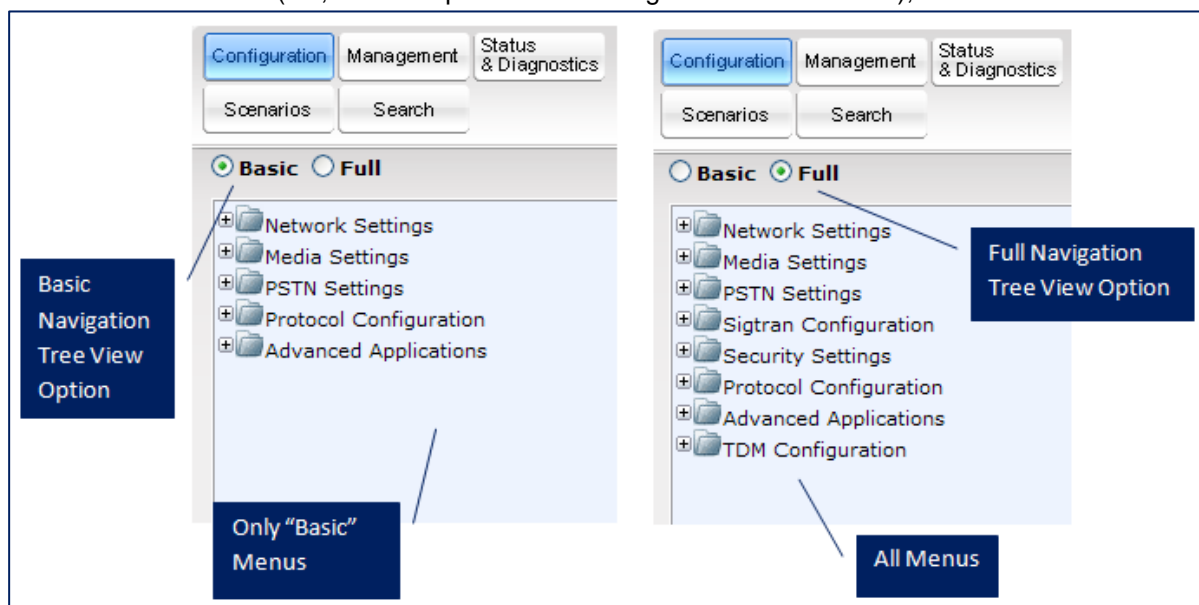 Configuration
Management
Status
& Diagnostics
Scenarios
Search
Basic
Full
Network Settings
Media Settings
PSTN Settings
Protocol Configuration
Advanced Applications
Basic
Navigation
Tree View
Option
Only “Basic”
Menus
Configuration
Management
Status
& Diagnostics
Scenarios
Search
Basic
Full
Network Settings
Media Settings
PSTN Settings
Sigtran Configuration
Security Settings
Protocol Configuration
Advanced Applications
TDM Configuration
Full Navigation
Tree View Option
All Menus